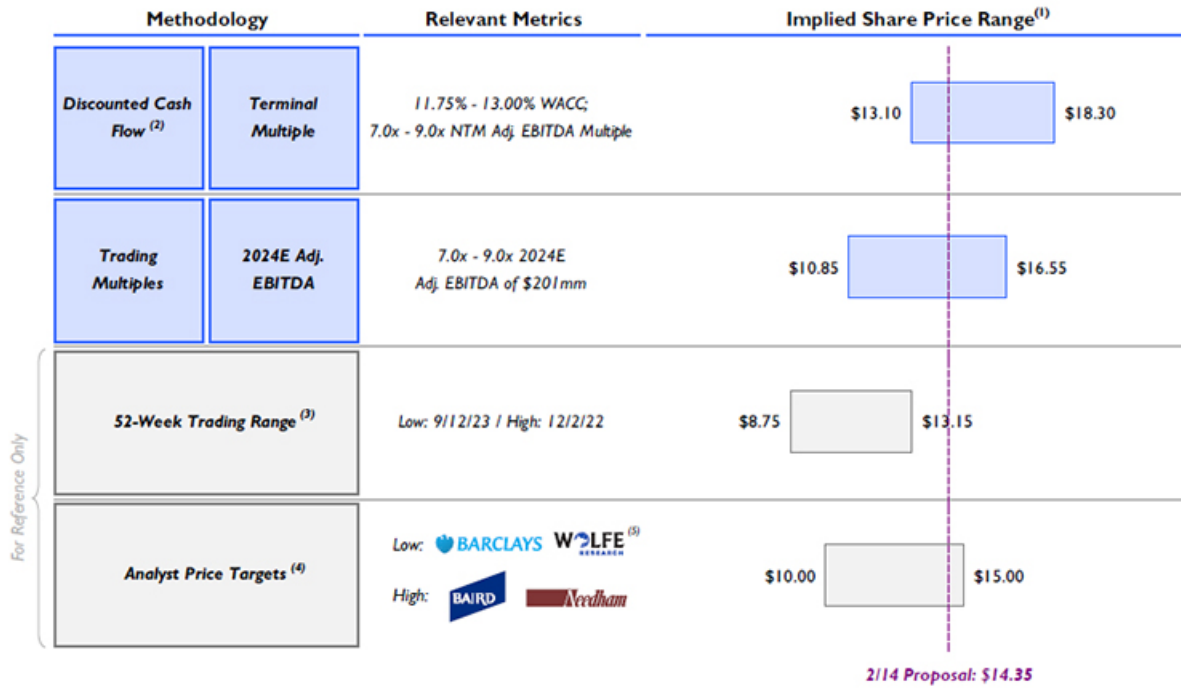 Methodology
Relevant Metrics
Implied Share Price Range(1)
Discounted Cash
Flow (2)
Terminal
Multiple
11.75% - 13.00% WACC;
7.0x - 9.0x NTM Adj. EBITDA Multiple
$13.10
$18.30
Trading
Multiples
2024E Adj.
EBITDA
7.0x - 9.0x 2024E
Adj. EBITDA of $201mm
$10.85
$16.55
For Reference Only
52-Week Trading Range (3)
Low: 9/12/23 / High: 12/2/22
$8.75
$13.15
Analyst Price Targets (4)
Low: BARCLAYS WOLFE RESEARCH (5)
High: BAIRD Needham
$10.00
$15.00
2/14 Proposal: $14.35